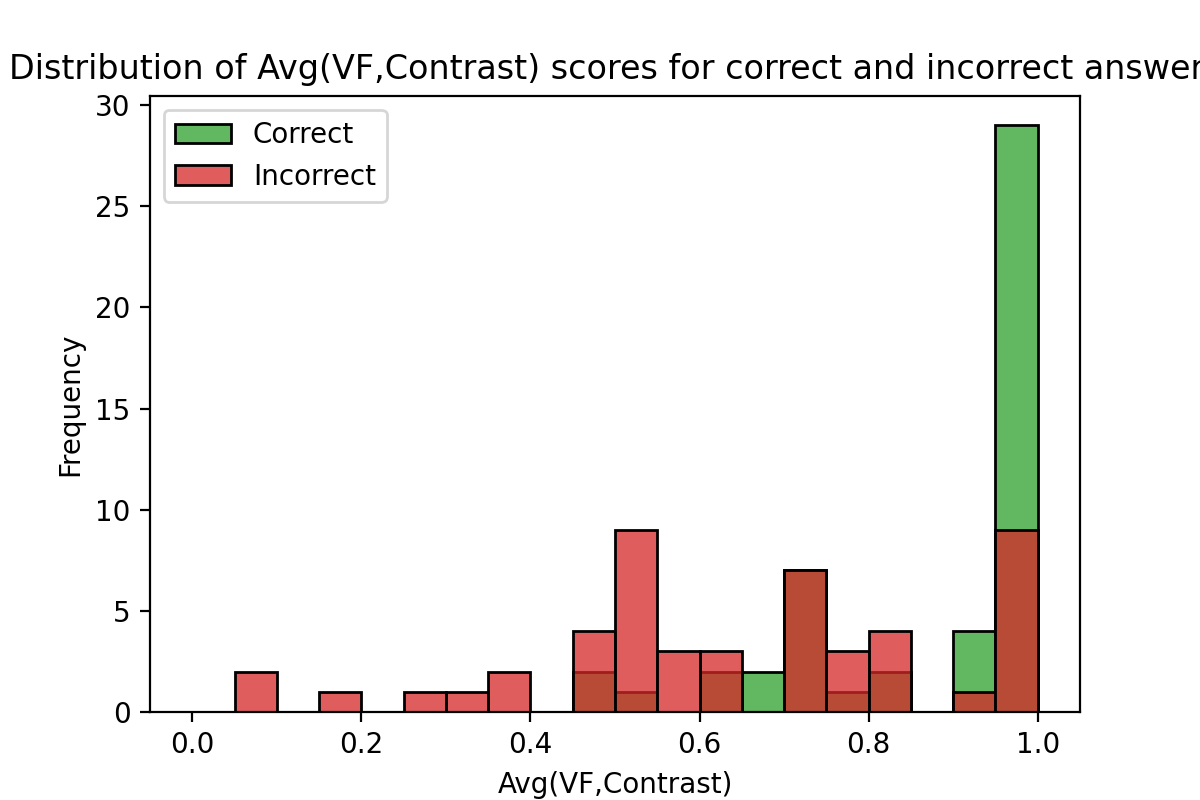 Distribution of Avg(VF,Contrast) scores for correct and incorrect answer
Correct
Incorrect
30
25
20
15
10
5
0
Frequency
0.0 0.2 0.4 0.6 0.8 1.0
Avg(VF,Contrast)